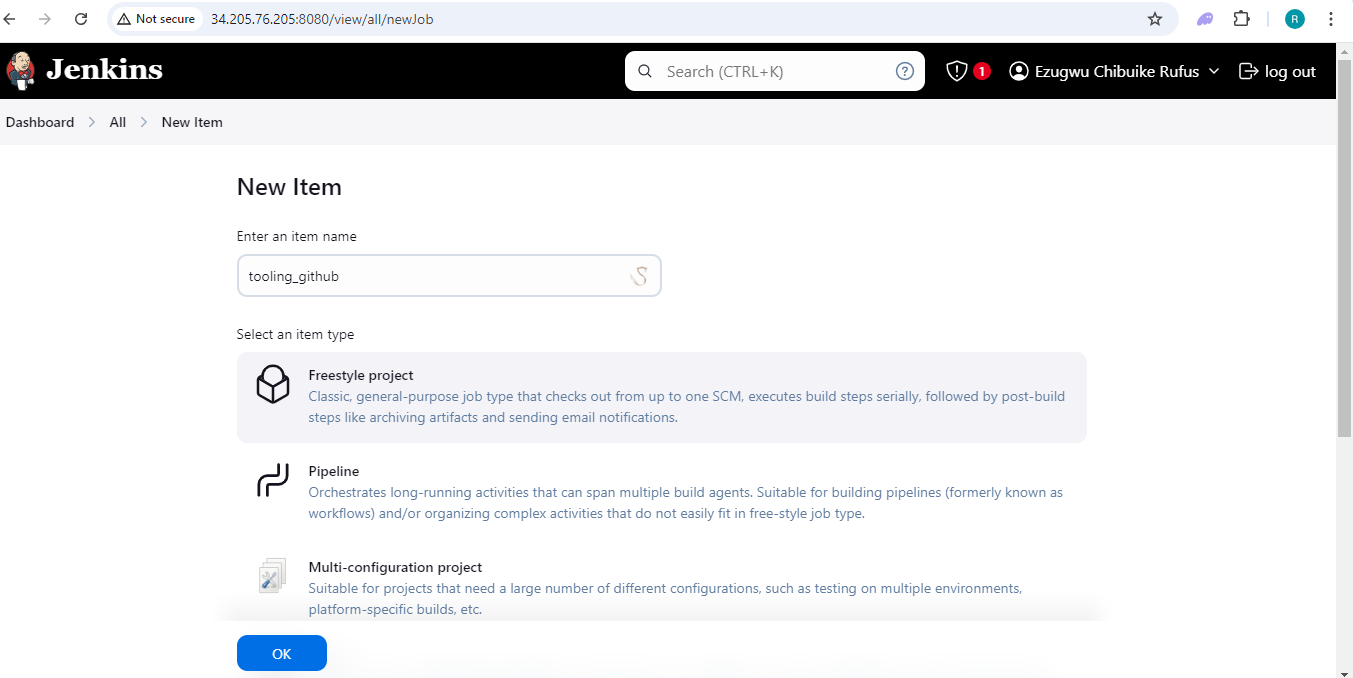 Not secure 34.205.76.205:8080/view/all/newJob R
Jenkins Search (CTRL+K) ? 1 Ezugwu Chibuike Rufus log out
Dashboard All New Item
New Item
Enter an item name
tooling_github
Select an item type
Freestyle project
Classic, general-purpose job type that checks out from up to one SCM, executes build steps serially, followed by post-build
steps like archiving artifacts and sending email notifications.
Pipeline
Orchestrates long-running activities that can span multiple build agents. Suitable for building pipelines (formerly known as
workflows) and/or organizing complex activities that do not easily fit in free-style job type.
Multi-configuration project
Suitable for projects that need a large number of different configurations, such as testing on multiple environments,
platform-specific builds, etc.
OK